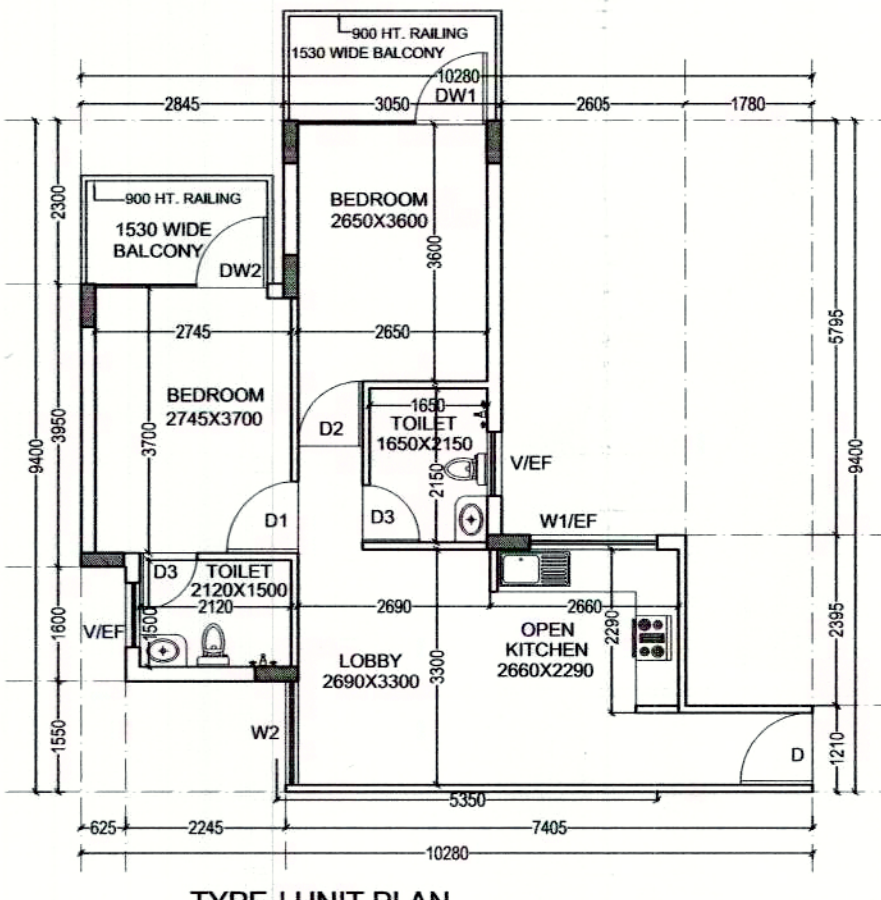 900 HT. RAILING
1530 WIDE BALCONY
10280
DW1
2845
3050
2605
1780
2300
900 HT. RAILING
1530 WIDE
BALCONY
DW2
BEDROOM
2650X3600
3600
5795
2745
2650
BEDROOM
2745X3700
3700
3950
9400
9400
D2
1650
TOILET
1650X2150
2150
V/EF
D1
D3
W1/EF
D3
TOILET
2120X1500
2120
1500
V/EF
1600
2690
2660
2290
OPEN
KITCHEN
2660X2290
2395
LOBBY
2690X3300
3300
W2
1550
D
1210
5350
625
2245
7405
10280